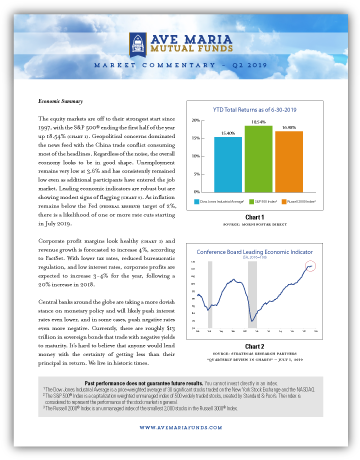 AVE MARIA
MUTUAL FUNDS
MARKET COMMENTARY – Q2 2019
Economic Summary
The equity markets are off to their strongest start since
1997, with the S&P 500® ending the first half of the year
up 18.54% (CHART 1). Geopolitical concerns dominated
the news feed with the China trade conflict consuming
most of the headlines. Regardless of the noise, the overall
economy looks to be in good shape. Unemployment
remains very low at 3.6% and has consistently remained
low even as additional participants have entered the job
market. Leading economic indicators are robust but are
showing modest signs of flagging (CHART 2). As inflation
remains below the Fed (FEDERAL RESERVE) target of 2%,
there is a likelihood of one or more rate cuts starting
in July 2019.
Corporate profit margins look healthy (CHART 2) and
revenue growth is forecasted to increase 4%, according
to FactSet. With lower tax rates, reduced bureaucratic
regulation, and low interest rates, corporate profits are
expected to increase 3-4% for the year, following a
20% increase in 2018.
Central banks around the globe are taking a more dovish
stance on monetary policy and will likely push interest
rates even lower, and in some cases, push negative rates
even more negative. Currently, there are roughly $13
trillion in sovereign bonds that trade with negative yields
to maturity. It's hard to believe that anyone would lend
money with the certainty of getting less than their
principal in return. We live in historic times.
YTD Total Returns as of 6-30-2019
20%
15%
10%
5%
0%
15.40%
18.54%
16.98%
Dow Jones Industrial Average¹
S&P 500 Index²
Russell 2000 Index³
Chart 1
SOURCE: MORNINGSTAR DIRECT
Conference Board Leading Economic Indicator
Chart 2
SOURCE: STRATEGAS RESEARCH PARTNERS
"QUARTERLY REVIEW IN CHARTS" – JULY 2, 2019
Past performance does not guarantee future results. You cannot invest directly in an index.
¹ The Dow Jones Industrial Average is a price-weighted average of 30 significant stocks traded on the New York Stock Exchange and the NASDAQ.
² The S&P 500® Index is a capitalization weighted unmanaged index of 500 widely traded stocks, created by Standard & Poor's. The index is
considered to represent the performance of the stock market in general.
³ The Russell 2000® Index is an unmanaged index of the smallest 2,000 stocks in the Russell 3000® Index.
WWW.AVEMARIAFUNDS.COM